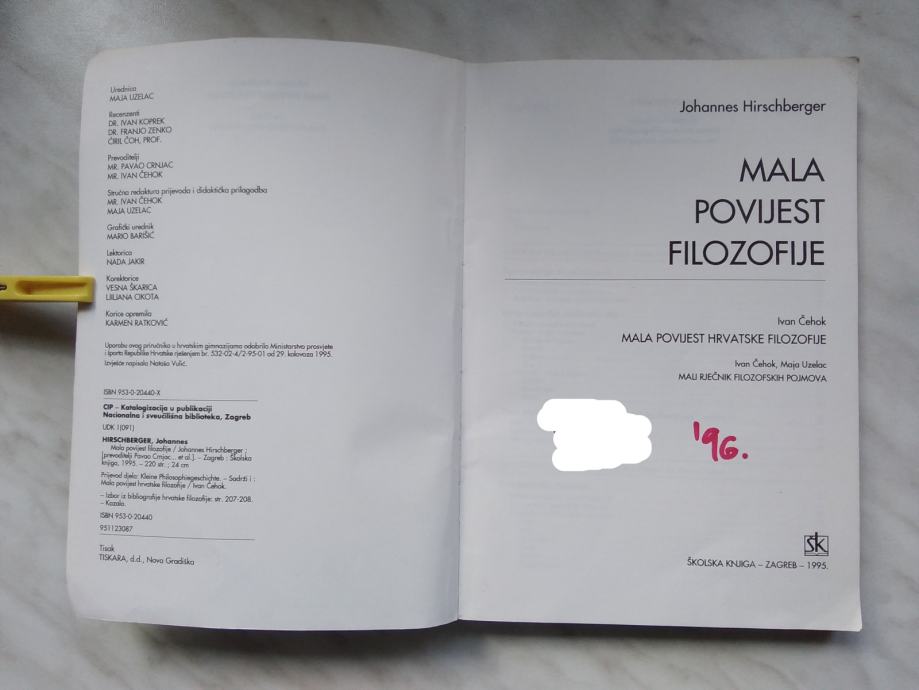 Urednica
MAJA UZELAC
Recenzenti
DR. IVAN KOPREK
DR. FRANJO ZENKO
ĆIRIL ČOH, PROF.
Prevoditelji
MR. PAVAO CRNJAC
MR. IVAN ČEHOK
Stručna redaktura prijevoda i didaktička prilagodba
MR. IVAN ČEHOK
MAJA UZELAC
Grafički urednik
MARIO BARIŠIĆ
Lektorica
NADA JAKIR
Korektorice
VESNA ŠKARICA
LJILJANA CIKOTA
Korice opremila
KARMEN RATKOVIĆ
Uporabu ovog priručnika u hrvatskim gimnazijama odobrilo Ministarstvo prosvjete
i športa Republike Hrvatske rješenjem br. 532-02-4/2-95-01 od 29. kolovoza 1995.
Izvješće napisala Nataša Vulić.
ISBN 953-0-20440-X
CIP – Katalogizacija u publikaciji
Nacionalna i sveučilišna biblioteka, Zagreb
UDK 1(091)
HIRSCHBERGER, Johannes
Mala povijest filozofije / Johannes Hirschberger ;
[prevoditelji Pavao Crnjac... et al.]. – Zagreb : Školska
knjiga, 1995. – 220 str. ; 24 cm
Prijevod djela: Kleine Philosophiegeschichte. – Sadrži i :
Mala povijest hrvatske filozofije / Ivan Čehok.
– Izbor iz bibliografije hrvatske filozofije: str. 207-208.
– Kazala.
ISBN 953-0-20440
951123087
Tisak
TISKARA, d.d., Nova Gradiška
Johannes Hirschberger
MALA
POVIJEST
FILOZOFIJE
Ivan Čehok
MALA POVIJEST HRVATSKE FILOZOFIJE
Ivan Čehok, Maja Uzelac
MALI RJEČNIK FILOZOFSKIH POJMOVA
'96.
ŠK
ŠKOLSKA KNJIGA – ZAGREB – 1995.